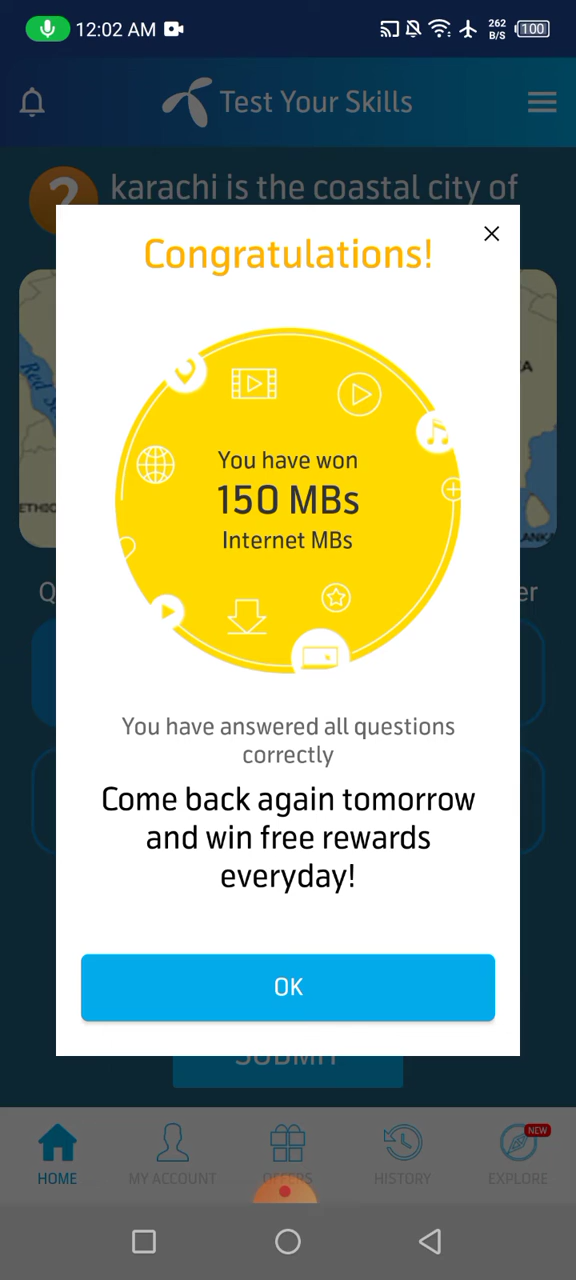 12:02 AM
262
B/S
100
Test Your Skills
karachi is the coastal city of
Congratulations!
You have won
150 MBs
Internet MBs
You have answered all questions
correctly
Come back again tomorrow
and win free rewards
everyday!
OK
SUBMIT
NEW
HOME
MY ACCOUNT
OFFERS
HISTORY
EXPLORE